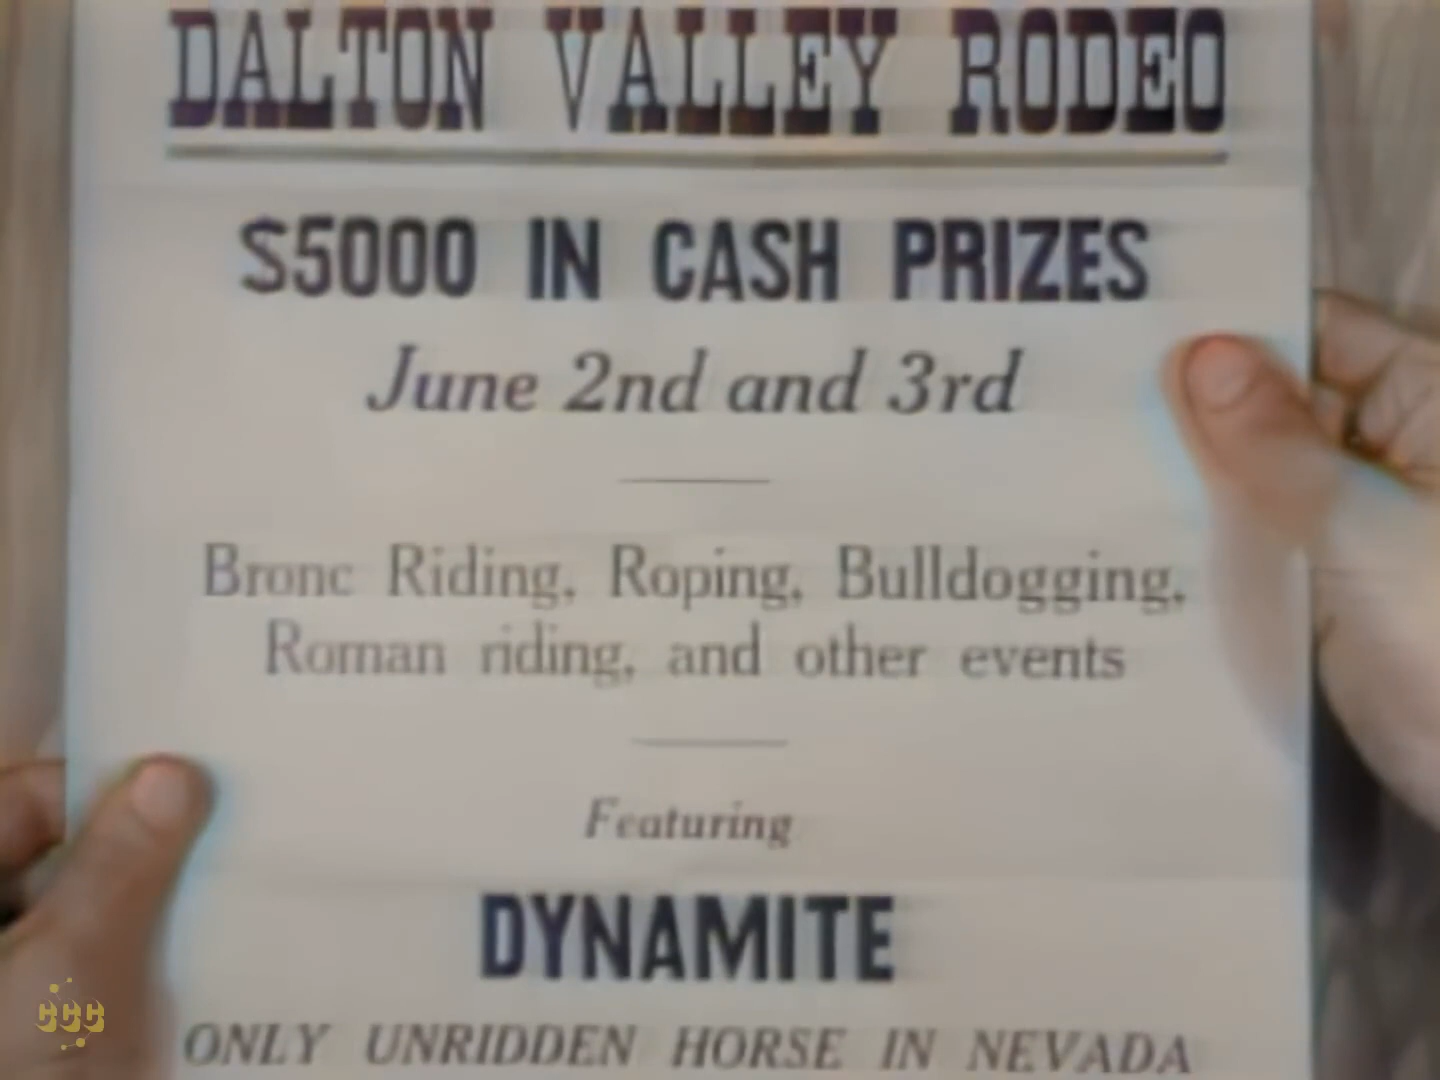 DALTON VALLEY RODEO
$5000 IN CASH PRIZES
June 2nd and 3rd
Bronc Riding, Roping, Bulldogging,
Roman riding, and other events
Featuring
DYNAMITE
ONLY UNRIDDEN HORSE IN NEVADA
CCC